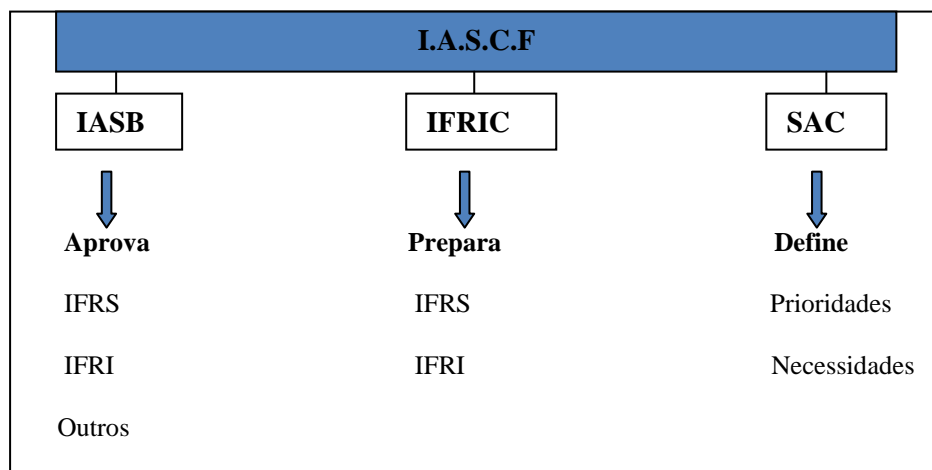 I.A.S.C.F
IASB IFRIC SAC
Aprova Prepara Define
IFRS IFRS Prioridades
IFRI IFRI Necessidades
Outros